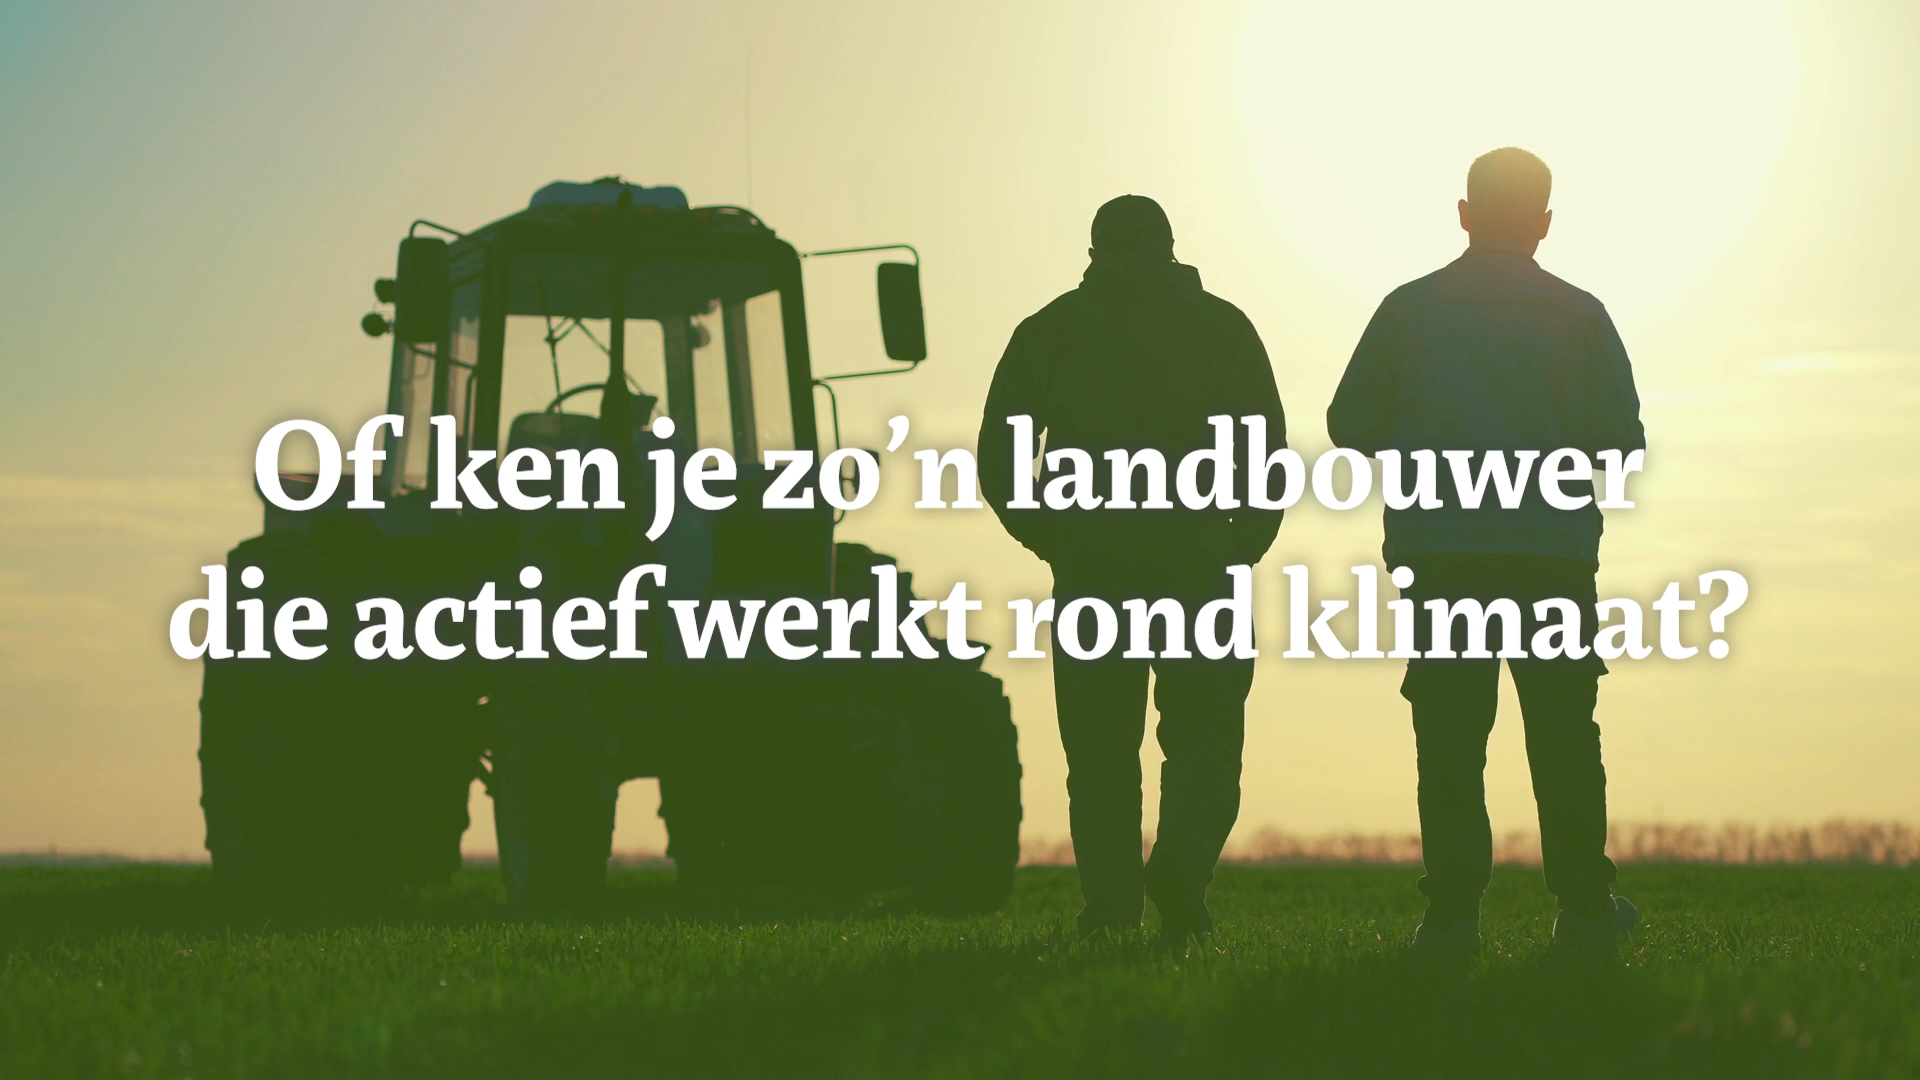 Of ken je zo’n landbouwer
die actief werkt rond klimaat?